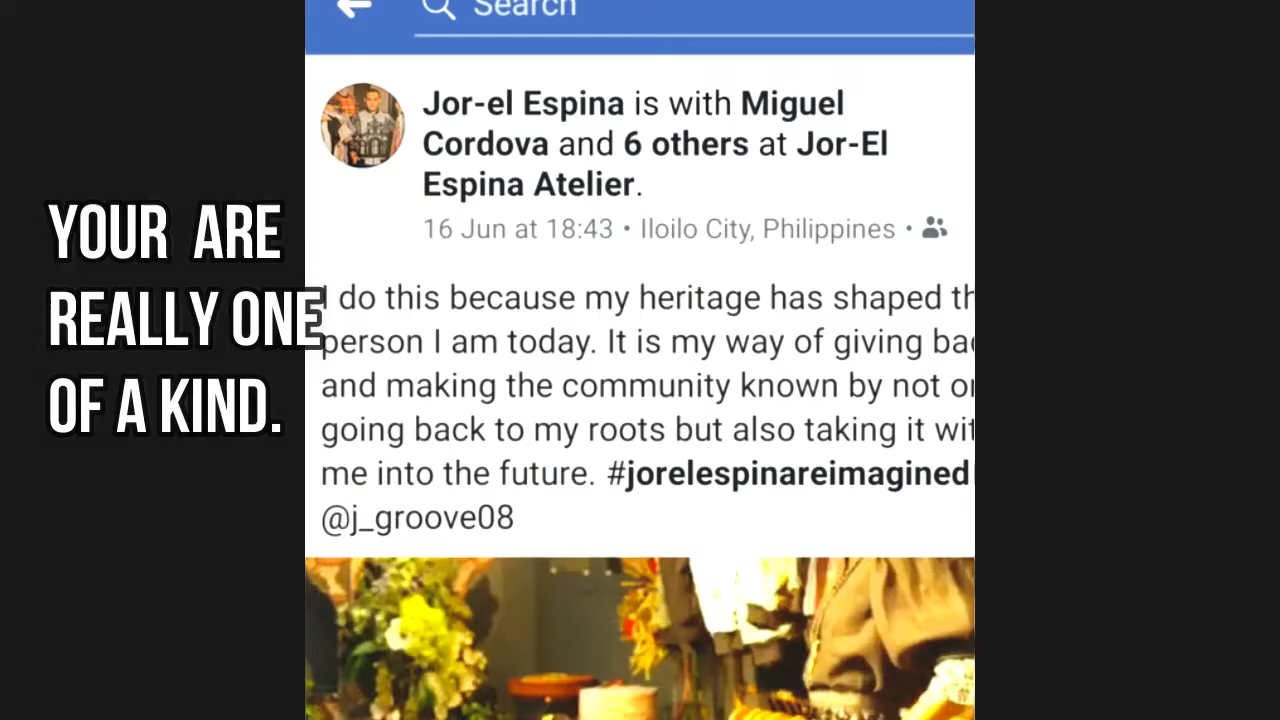 Search
Jor-el Espina is with Miguel
Cordova and 6 others at Jor-El
Espina Atelier.
16 Jun at 18:43 • Iloilo City, Philippines •
YOUR ARE
REALLY ONE
OF A KIND.
I do this because my heritage has shaped th
person I am today. It is my way of giving bac
and making the community known by not on
going back to my roots but also taking it wit
me into the future. #jorelespinareimagined
@j_groove08